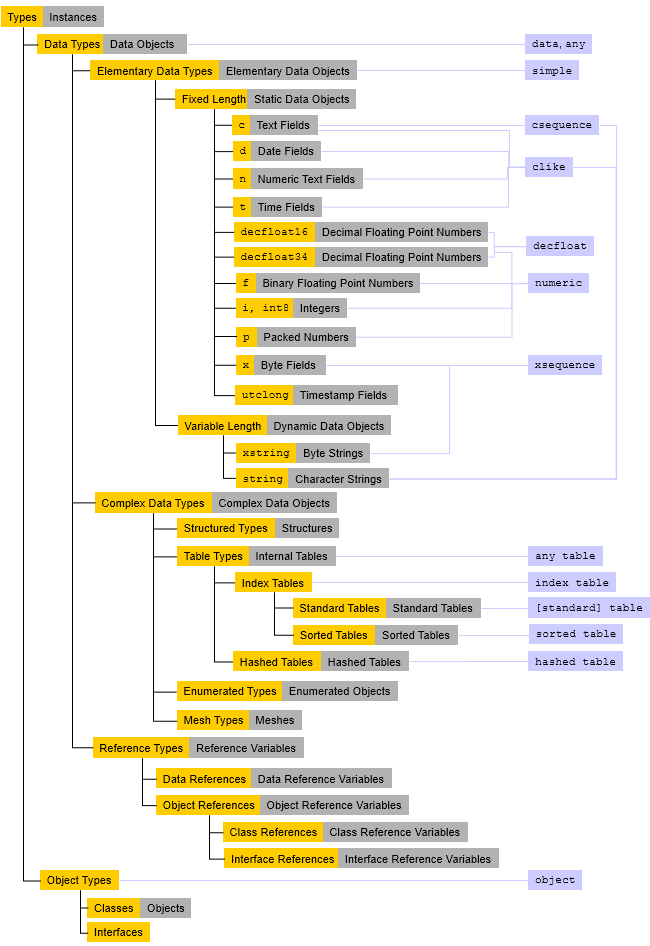 Types Instances
Data Types Data Objects data, any
Elementary Data Types Elementary Data Objects simple
Fixed Length Static Data Objects
c Text Fields csequence
d Date Fields
clike
n Numeric Text Fields
t Time Fields
decfloat16 Decimal Floating Point Numbers
decfloat
decfloat34 Decimal Floating Point Numbers
f Binary Floating Point Numbers numeric
i, int8 Integers
p Packed Numbers
x Byte Fields xsequence
utclong Timestamp Fields
Variable Length Dynamic Data Objects
xstring Byte Strings
string Character Strings
Complex Data Types Complex Data Objects
Structured Types Structures
Table Types Internal Tables any table
Index Tables index table
Standard Tables Standard Tables [standard] table
Sorted Tables Sorted Tables sorted table
Hashed Tables Hashed Tables hashed table
Enumerated Types Enumerated Objects
Mesh Types Meshes
Reference Types Reference Variables
Data References Data Reference Variables
Object References Object Reference Variables
Class References Class Reference Variables
Interface References Interface Reference Variables
Object Types object
Classes Objects
Interfaces